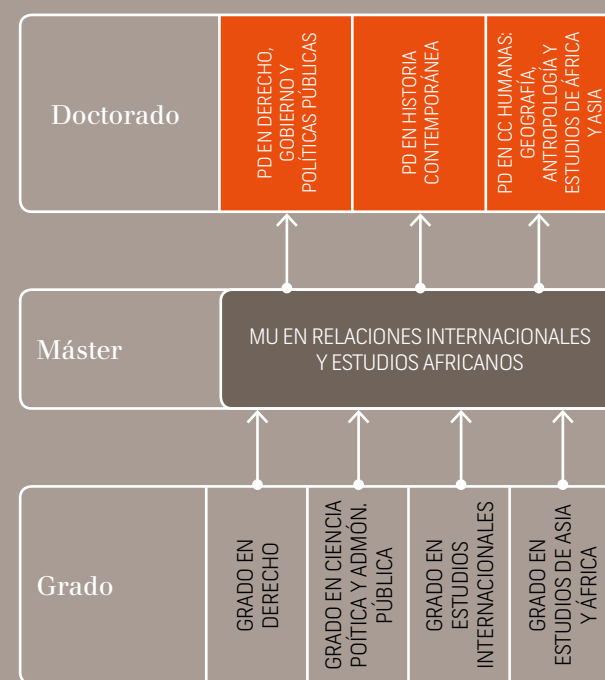 Doctorado
PD EN DERECHO,
GOBIERNO Y
POLÍTICAS PÚBLICAS
PD EN HISTORIA
CONTEMPORÁNEA
PD EN CC HUMANAS:
GEOGRAFÍA,
ANTROPOLOGÍA Y
ESTUDIOS DE ÁFRICA
Y ASIA
Máster
MU EN RELACIONES INTERNACIONALES
Y ESTUDIOS AFRICANOS
Grado
GRADO EN
DERECHO
GRADO EN CIENCIA
POÍTICA Y ADMÓN.
PÚBLICA
GRADO EN
ESTUDIOS
INTERNACIONALES
GRADO EN
ESTUDIOS DE ASIA
Y ÁFRICA